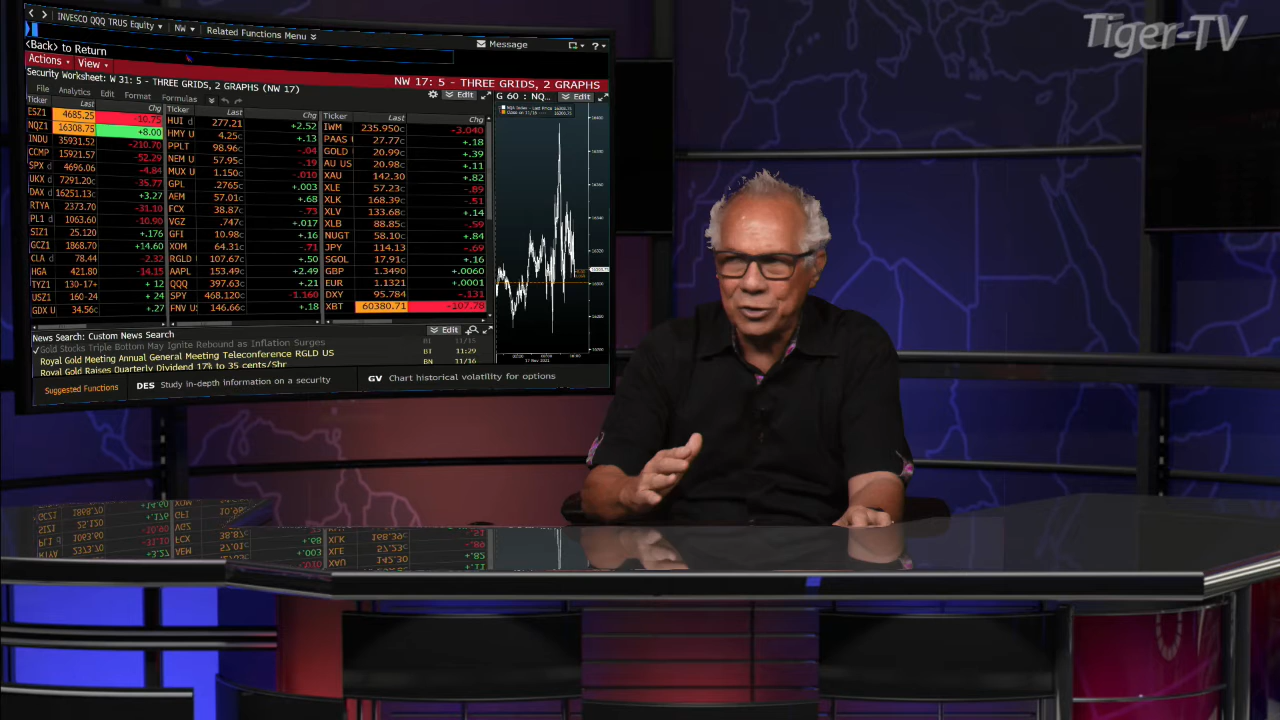 Tiger-TV
INVESCO QQQ TRUS Equity NW Related Functions Menu
Message ?
<Back> to Return
Actions View
NW 17: 5 - THREE GRIDS, 2 GRAPHS
Security Worksheet: W 31: 5 - THREE GRIDS, 2 GRAPHS (NW 17)
File Analytics Edit Format Formulas Edit G 60 : NQ... Edit
Ticker Last Chg Ticker Last Chg Ticker Last Chg
ESZ1 4685.25 -10.75 HUI d 277.21 +2.52 IWM 235.950c -3.040
NQZ1 16308.75 +8.00 HMY U 4.25c +.13 PAAS 27.77c +.18
INDU 35931.52 -210.70 PPLT 98.96c -.04 GOLD 20.99c +.39
CCMP 15921.57 -52.29 NEM U 57.95c -.19 AU US 20.98c +.11
SPX d 4696.06 -4.84 MUX U 1.150c -.010 XAU 142.30 +.82
UKX 7291.20c -35.77 GPL .2765c +.003 XLE 57.23c -.89
DAX 16251.13c +3.27 AEM 57.01c +.68 XLK 168.39c -.51
RTYA 2373.70 -31.10 FCX 38.87c -.73 XLV 133.68c +.14
PL1 d 1063.60 -10.90 VGZ .747c +.017 XLB 88.85c -.59
SIZ1 25.120 +.176 GFI 10.98c +.16 NUGT 58.10c +.84
GCZ1 1868.70 +14.60 XOM 64.31c -.71 JPY 114.13 -.69
CLA d 78.44 -2.32 RGLD 107.67c +.50 SGOL 17.91c +.16
HGA 421.80 -14.15 AAPL 153.49c +2.49 GBP 1.3490 +.0060
TYZ1 130-17+ + 12 QQQ 397.63c +.21 EUR 1.1321 +.0001
USZ1 160-24 + 24 SPY 468.120c -1.160 DXY 95.784 -.131
GDX U 34.56c +.27 FNV U 146.66c +.18 XBT 60380.71 -107.78
17 Nov 2021
Edit
News Search: Custom News Search
Gold Stocks Triple Bottom May Ignite Rebound as Inflation Surges BI 11/15
Royal Gold Meeting Annual General Meeting Teleconference RGLD US BT 11:29
Royal Gold Raises Quarterly Dividend 17% to 35 cents/Shr BN 11/16
Suggested Functions DES Study in-depth information on a security GV Chart historical volatility for options